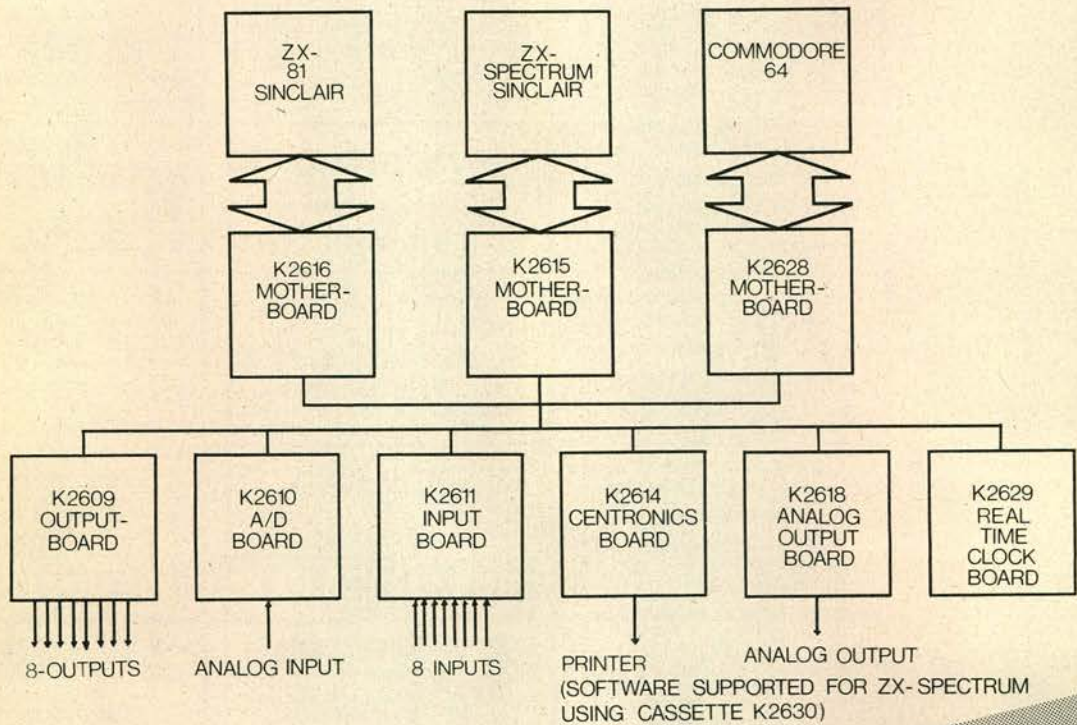 ZX-
81
SINCLAIR
ZX-
SPECTRUM
SINCLAIR
COMMODORE
64
K2616
MOTHER-
BOARD
K2615
MOTHER-
BOARD
K2628
MOTHER-
BOARD
K2609
OUTPUT-
BOARD
K2610
A/D
BOARD
K2611
INPUT
BOARD
K2614
CENTRONICS
BOARD
K2618
ANALOG
OUTPUT
BOARD
K2629
REAL
TIME
CLOCK
BOARD
8-OUTPUTS
ANALOG INPUT
8 INPUTS
PRINTER
ANALOG OUTPUT
(SOFTWARE SUPPORTED FOR ZX-SPECTRUM
USING CASSETTE K2630)